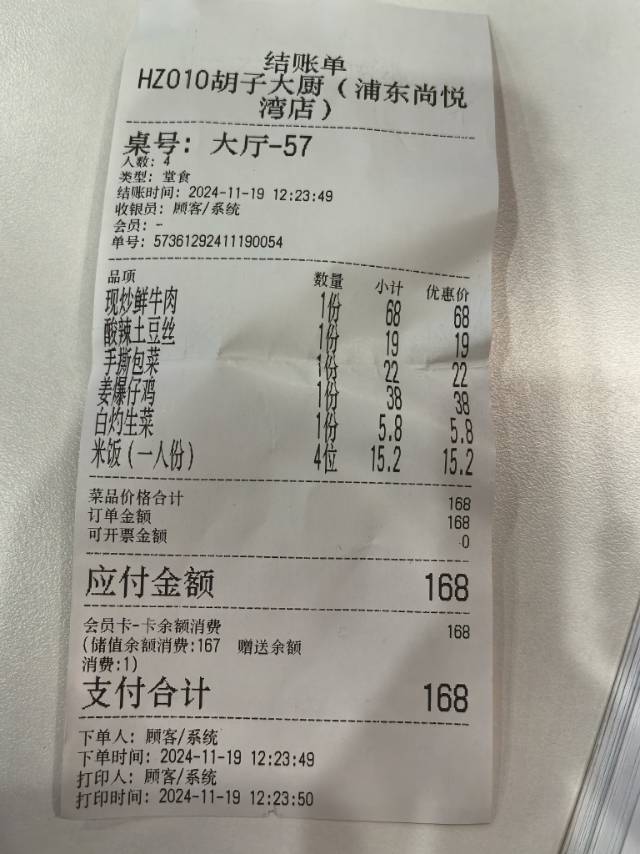 结账单
HZ010胡子大厨（浦东尚悦
湾店）
桌号: 大厅-57
人数: 4
类型: 堂食
结账时间: 2024-11-19 12:23:49
收银员: 顾客/系统
会员: -
单号: 57361292411190054
品项 数量 小计 优惠价
现炒鲜牛肉 1份 68 68
酸辣土豆丝 1份 19 19
手撕包菜 1份 22 22
姜爆仔鸡 1份 38 38
白灼生菜 1份 5.8 5.8
米饭(一人份) 4位 15.2 15.2
菜品价格合计 168
订单金额 168
可开票金额 0
应付金额 168
会员卡-卡余额消费 168
(储值余额消费:167 赠送余额
消费:1)
支付合计 168
下单人: 顾客/系统
下单时间: 2024-11-19 12:23:49
打印人: 顾客/系统
打印时间: 2024-11-19 12:23:50